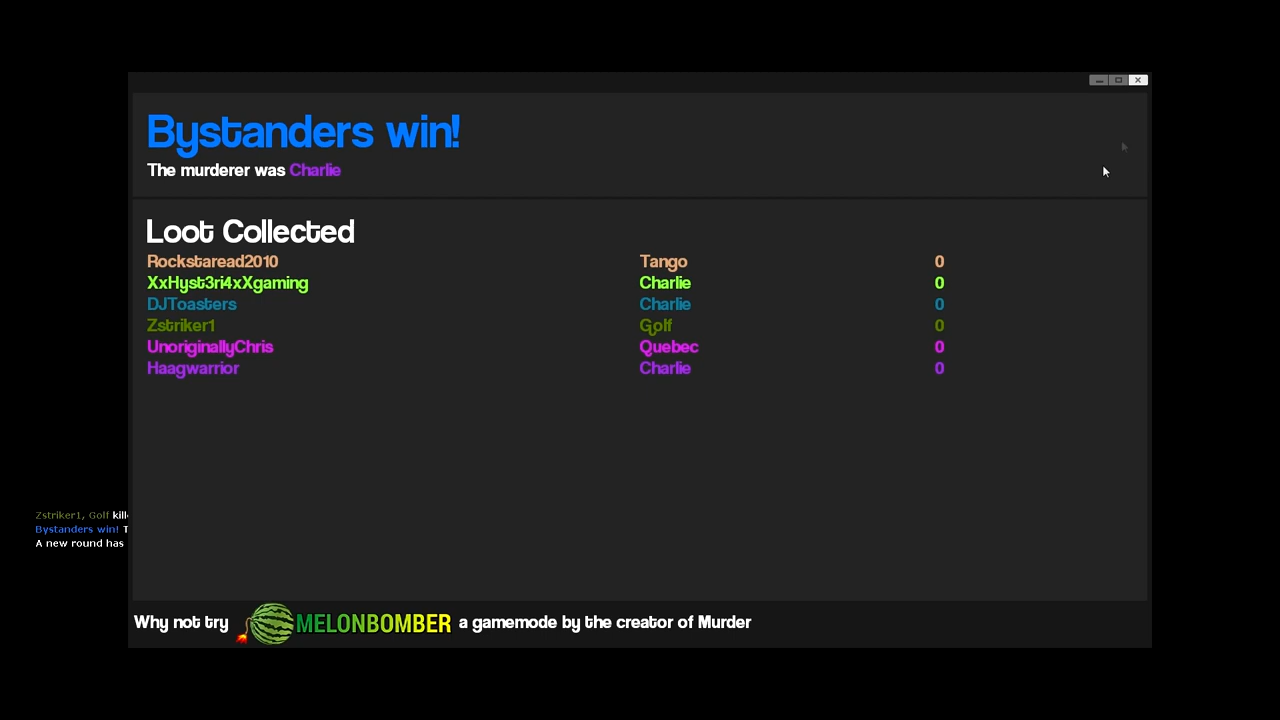 Bystanders win!
The murderer was Charlie
Loot Collected
Rockstaread2010 Tango 0
XxHyst3ri4xXgaming Charlie 0
DJToasters Charlie 0
Zstriker1 Golf 0
UnoriginallyChris Quebec 0
Haagwarrior Charlie 0
Zstriker1, Golf kill
Bystanders win! T
A new round has
Why not try MELONBOMBER a gamemode by the creator of Murder